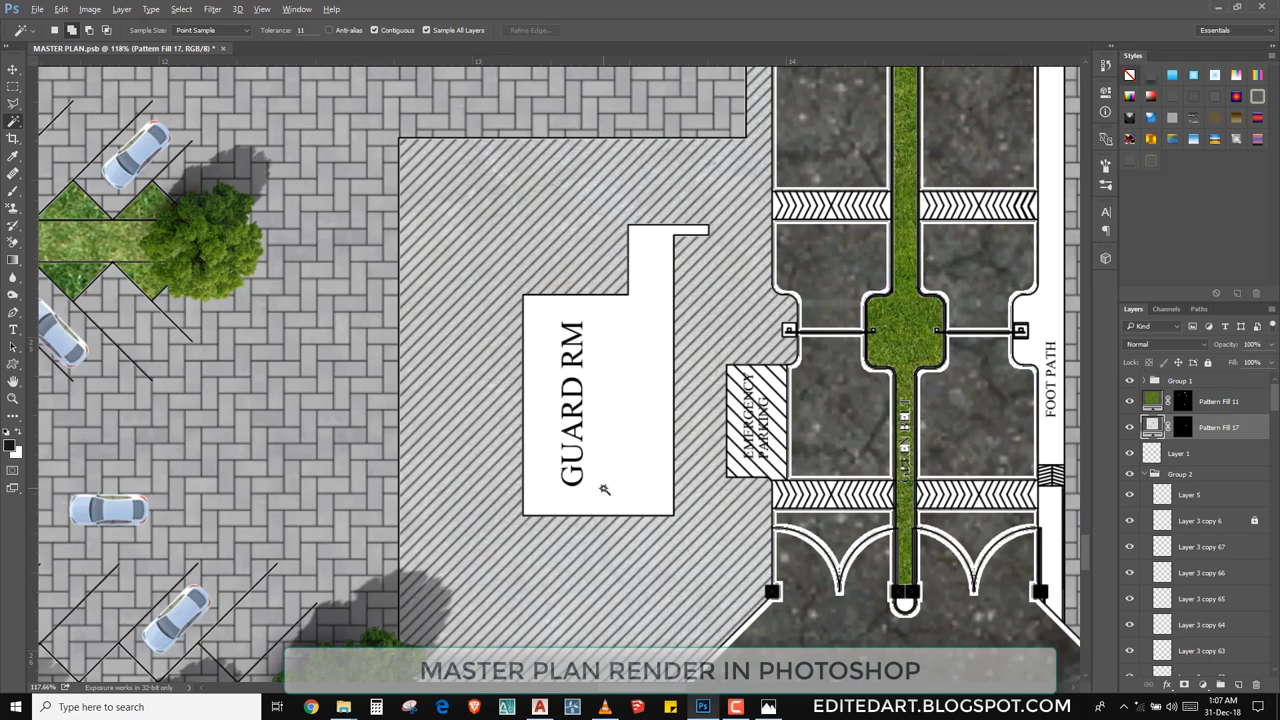 Ps File Edit Image Layer Type Select Filter 3D View Window Help
Sample Size: Point Sample Tolerance: 11 Anti-alias Contiguous Sample All Layers Refine Edge... Essentials
MASTER PLAN.psb @ 118% (Pattern Fill 17, RGB/8) * ×
12 13 14
Styles
GUARD RM
EMERGENCY
PARKING
FOOT PATH
Layers Channels Paths
Kind
Normal Opacity: 100%
Lock: Fill: 100%
Group 1
Pattern Fill 11
Pattern Fill 17
Layer 1
Group 2
Layer 5
Layer 3 copy 6
Layer 3 copy 67
Layer 3 copy 66
Layer 3 copy 65
Layer 3 copy 64
Layer 3 copy 63
MASTER PLAN RENDER IN PHOTOSHOP
117.66% Exposure works in 32-bit only
Type here to search
EDITEDART.BLOGSPOT.COM
1:07 AM
31-Dec-18